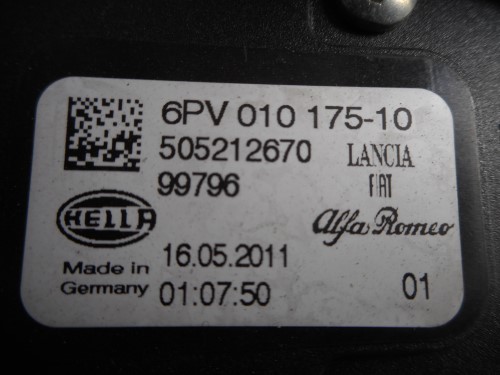 6PV 010 175-10
505212670 LANCIA
99796 FIAT
HELLA Alfa Romeo
Made in Germany 16.05.2011
01:07:50 01